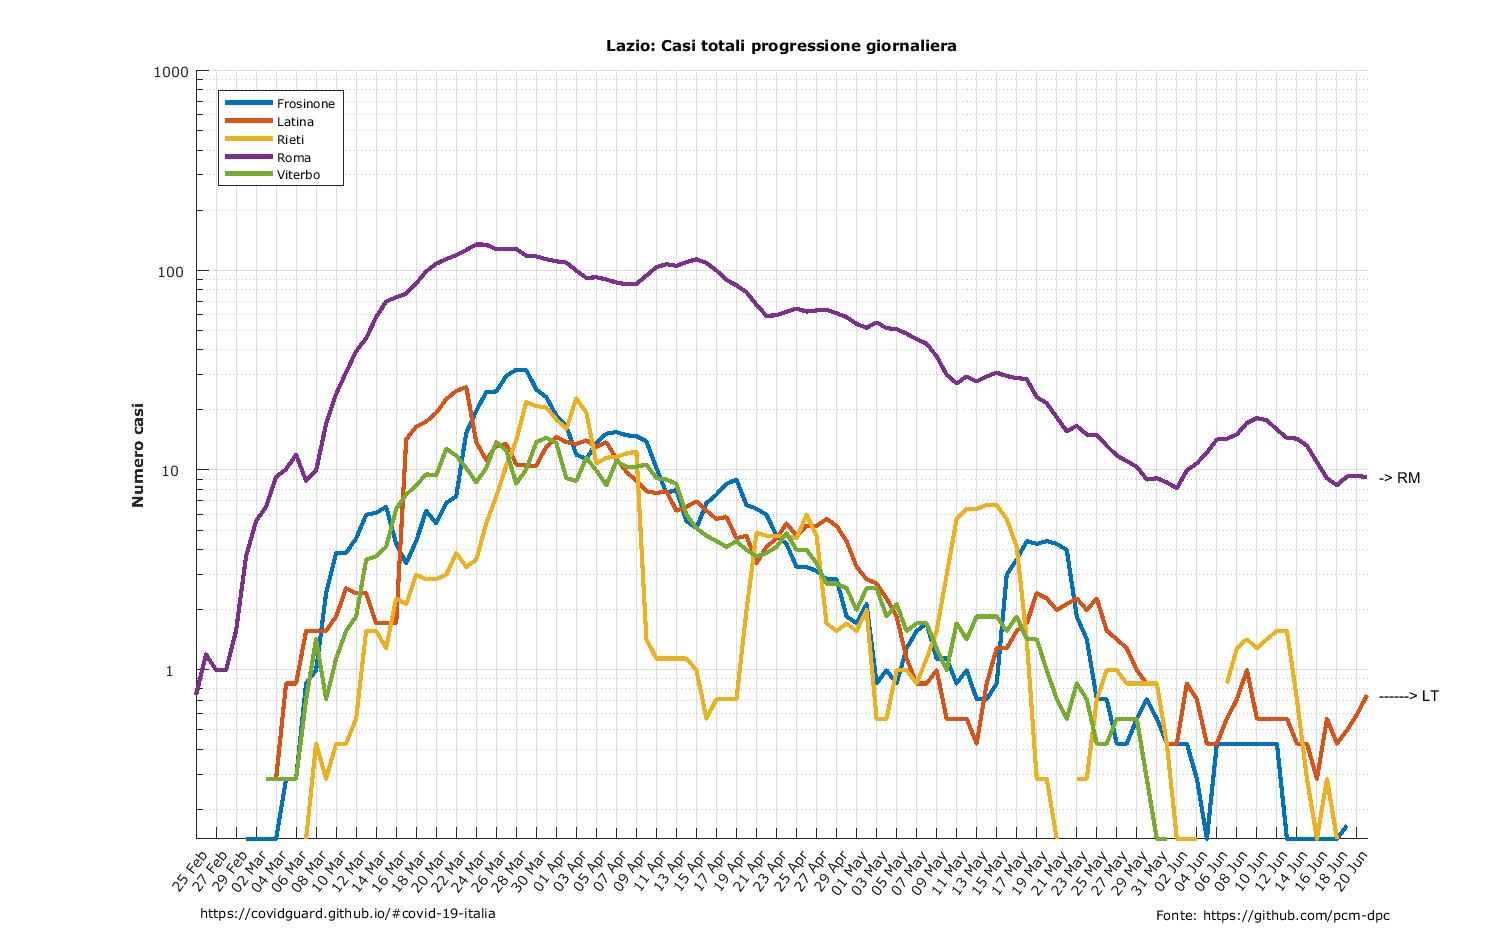 Lazio: Casi totali progressione giornaliera
Numero casi
1000
100
10
1
Frosinone
Latina
Rieti
Roma
Viterbo
-> RM
------> LT
25 Feb
27 Feb
29 Feb
02 Mar
04 Mar
06 Mar
08 Mar
10 Mar
12 Mar
14 Mar
16 Mar
18 Mar
20 Mar
22 Mar
24 Mar
26 Mar
28 Mar
30 Mar
01 Apr
03 Apr
05 Apr
07 Apr
09 Apr
11 Apr
13 Apr
15 Apr
17 Apr
19 Apr
21 Apr
23 Apr
25 Apr
27 Apr
29 Apr
01 May
03 May
05 May
07 May
09 May
11 May
13 May
15 May
17 May
19 May
21 May
23 May
25 May
27 May
29 May
31 May
02 Jun
04 Jun
06 Jun
08 Jun
10 Jun
12 Jun
14 Jun
16 Jun
18 Jun
20 Jun
https://covidguard.github.io/#covid-19-italia
Fonte: https://github.com/pcm-dpc